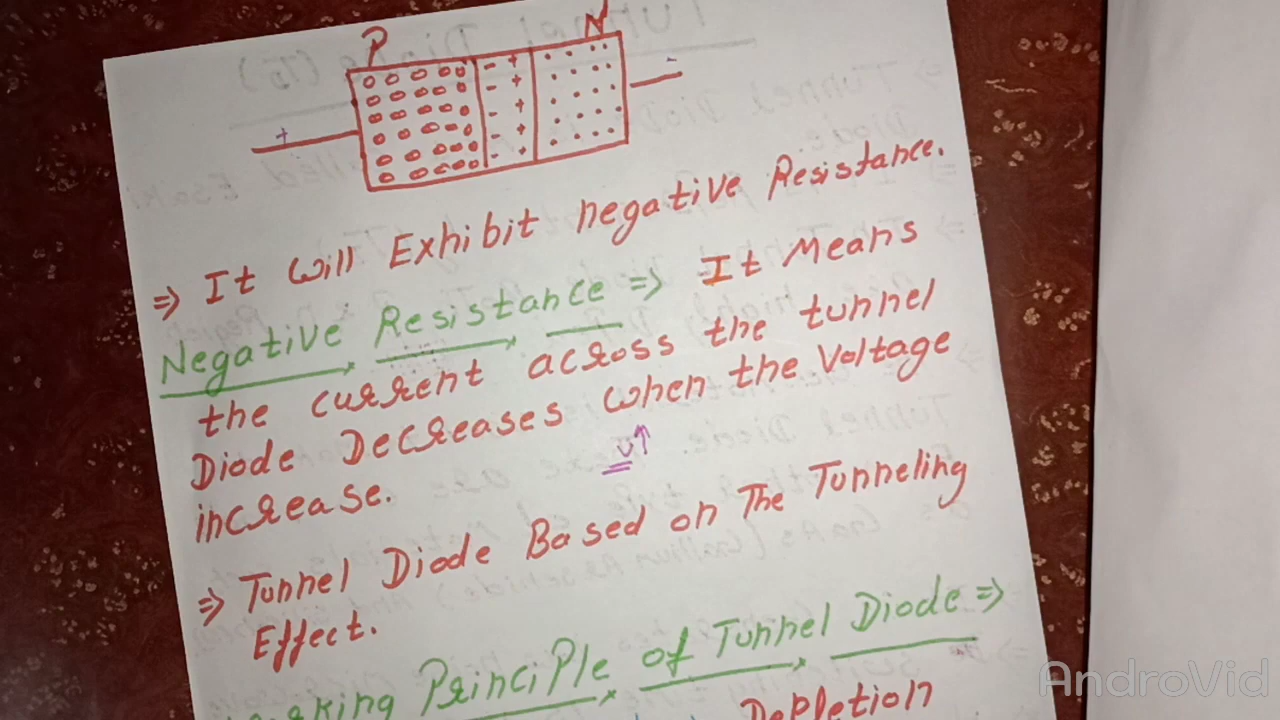 P N
+ -
⇒ It will Exhibit negative Resistance.
Negative Resistance ⇒ It Means
the current across the tunnel
Diode Decreases when the Voltage
increase. V↑
⇒ Tunnel Diode Based on The Tunneling
Effect.
Principle of Tunnel Diode ⇒
Depletion
AndroVid